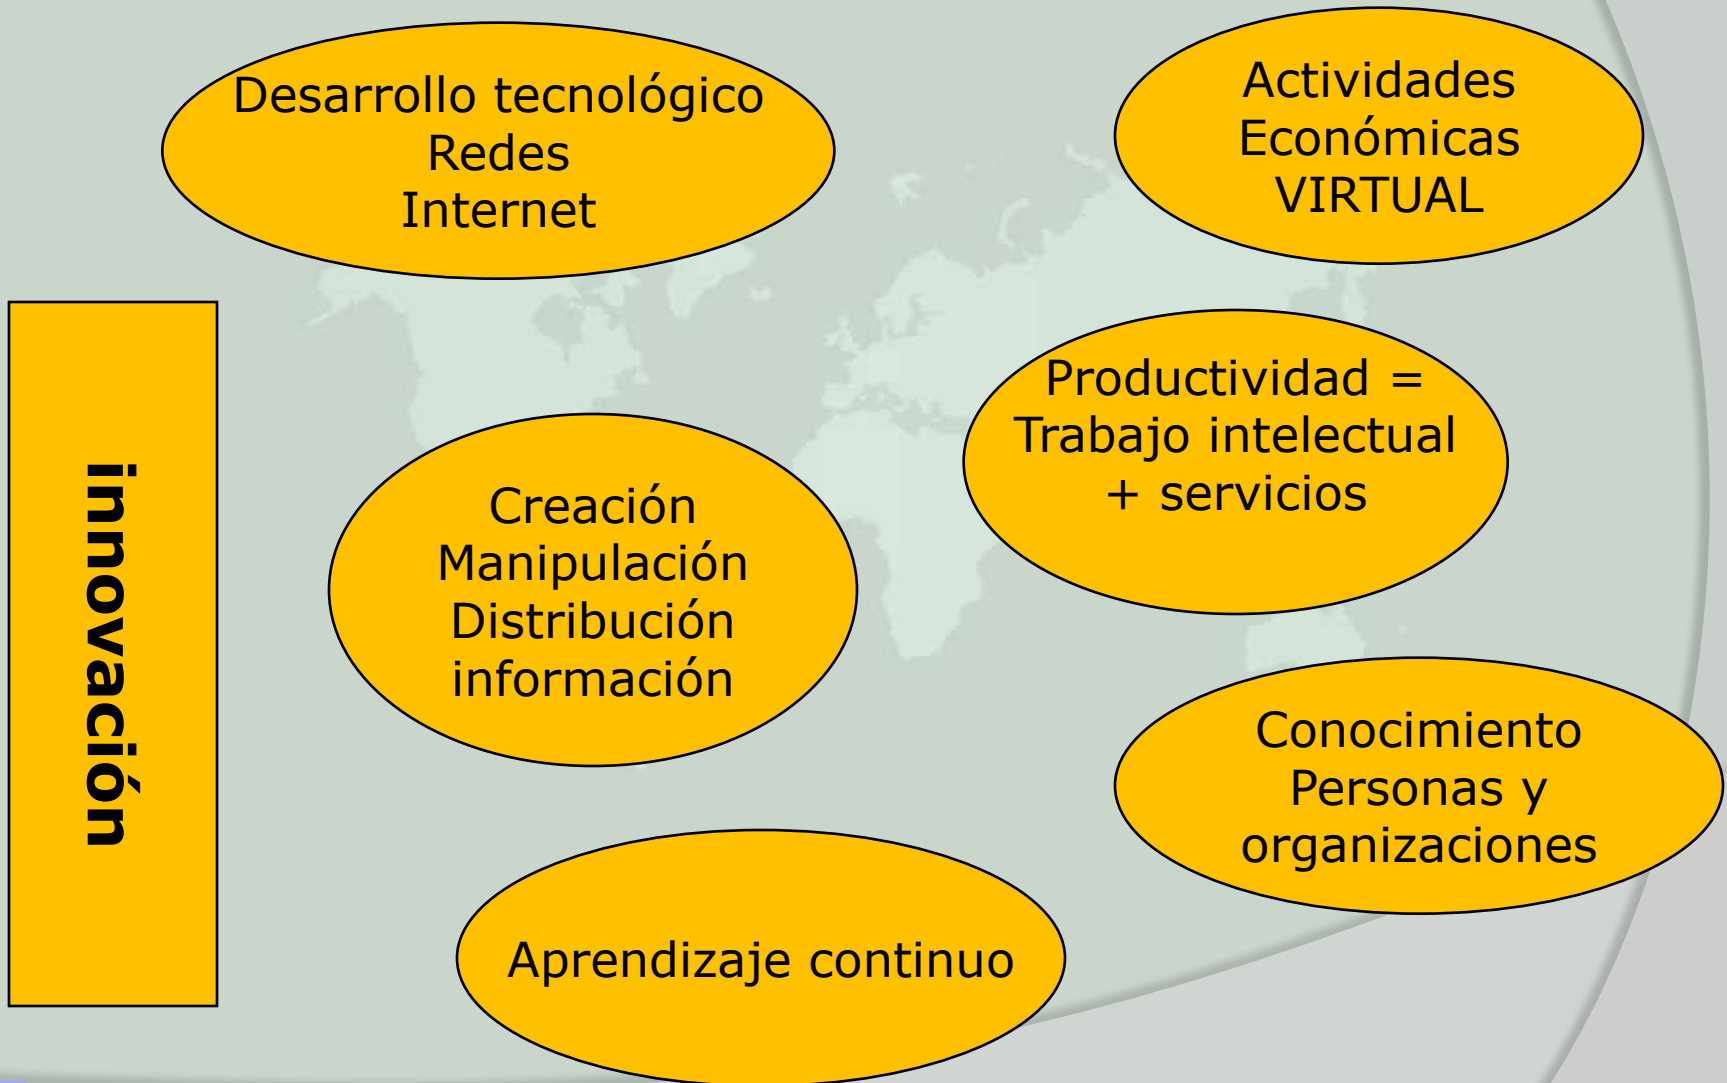 Desarrollo tecnológico
Redes
Internet
Actividades
Económicas
VIRTUAL
innovación
Productividad =
Trabajo intelectual
+ servicios
Creación
Manipulación
Distribución
información
Conocimiento
Personas y
organizaciones
Aprendizaje continuo